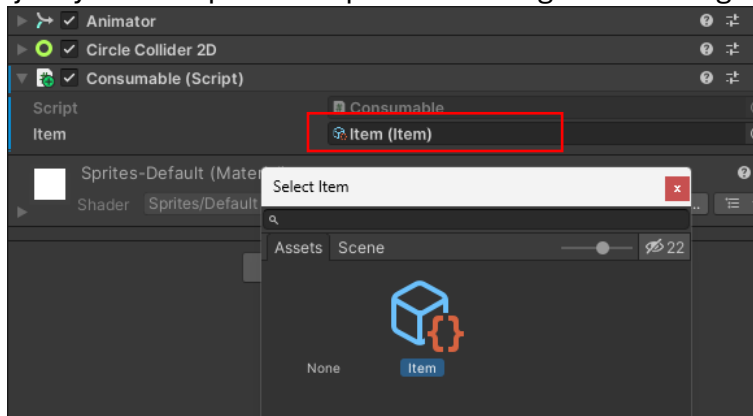 Animator
Circle Collider 2D
Consumable (Script)
Script Consumable
Item Item (Item)
Sprites-Default (Mater
Shader Sprites/Default
Select Item
x
Assets Scene 22
None Item